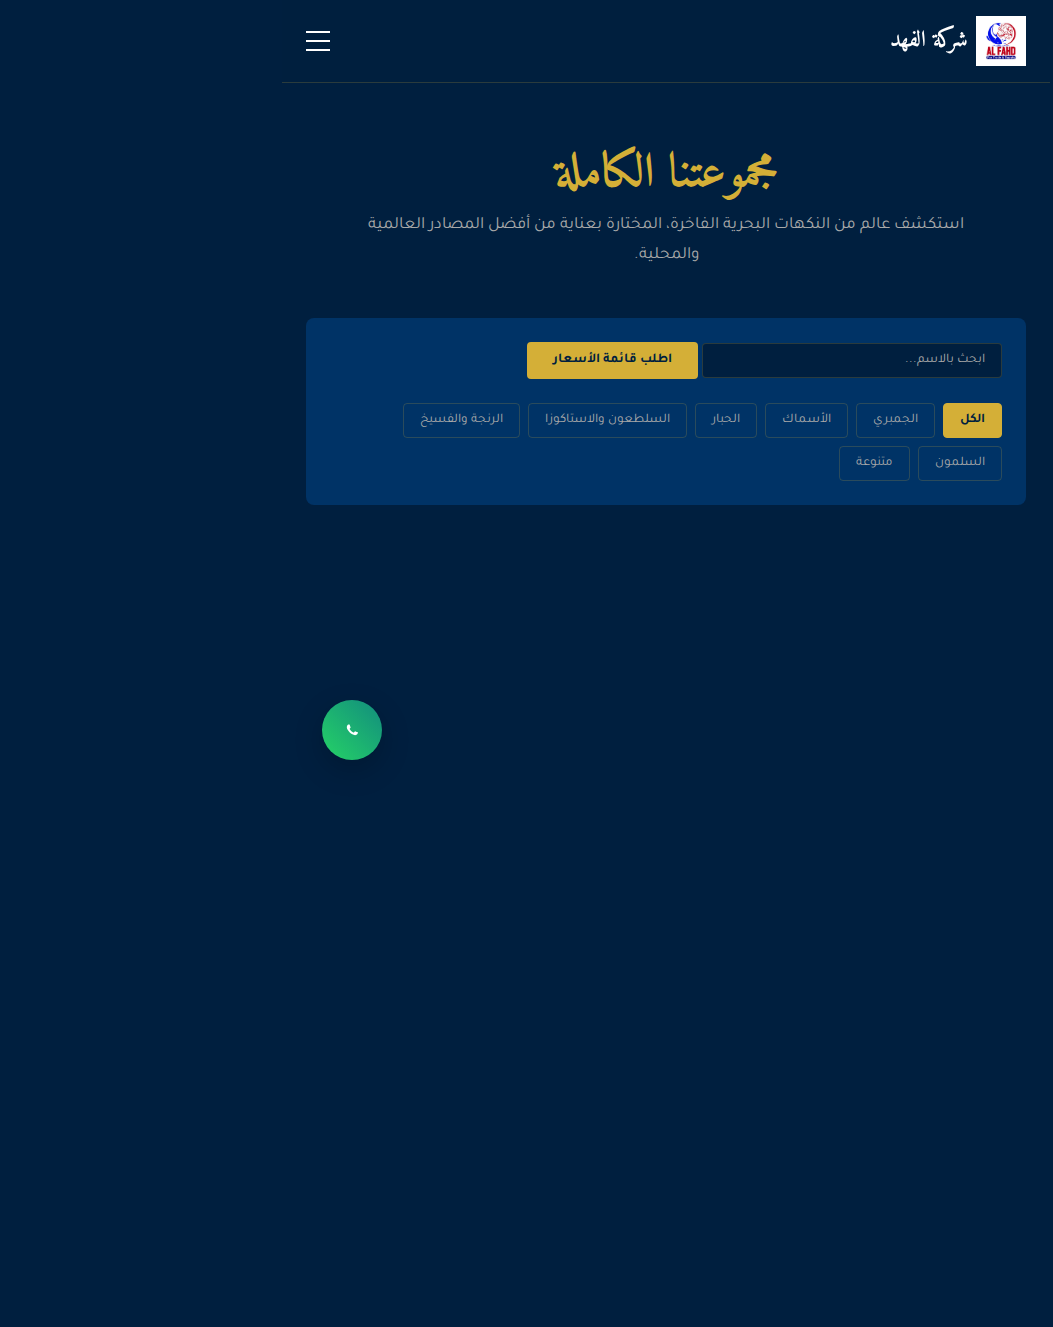 AL FAHD
شركة الفهد
مجموعتنا الكاملة
استكشف عالم من النكهات البحرية الفاخرة، المختارة بعناية من أفضل المصادر العالمية
والمحلية.
ابحث بالاسم...
اطلب قائمة الأسعار
الكل
الجمبري
الأسماك
الحبار
السلطعون والاستاكوزا
الرنجة والفسيخ
السلمون
متنوعة